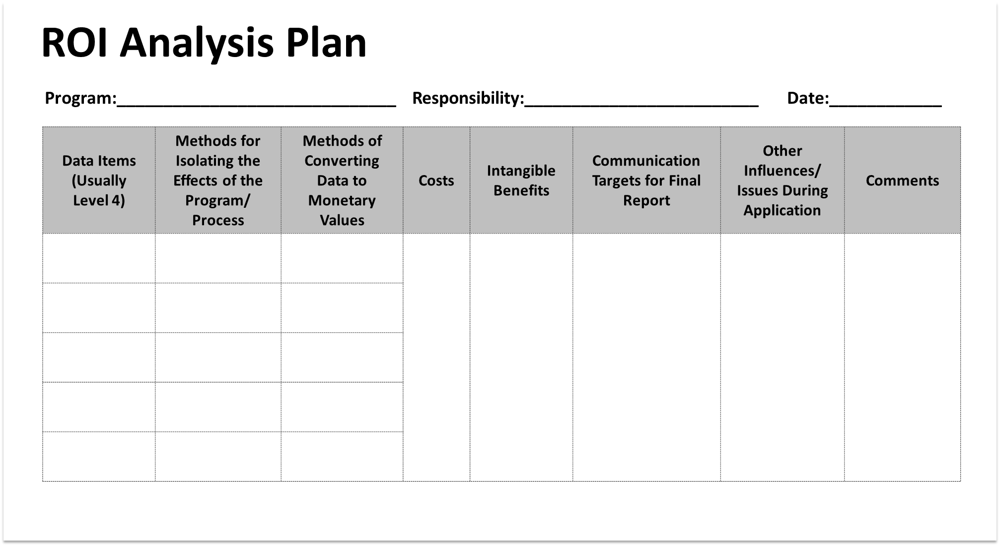 ROI Analysis Plan
Program:______________________________ Responsibility:_________________________ Date:____________
Data Items
(Usually
Level 4)
Methods for
Isolating the
Effects of the
Program/
Process
Methods of
Converting
Data to
Monetary
Values
Costs
Intangible
Benefits
Communication
Targets for Final
Report
Other
Influences/
Issues During
Application
Comments